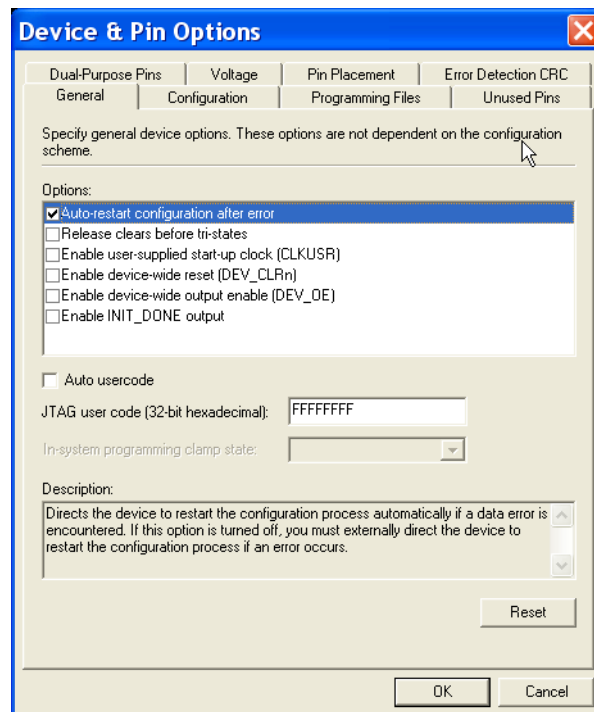 Device & Pin Options
Dual-Purpose Pins Voltage Pin Placement Error Detection CRC
General Configuration Programming Files Unused Pins
Specify general device options. These options are not dependent on the configuration
scheme.
Options:
Auto-restart configuration after error
Release clears before tri-states
Enable user-supplied start-up clock (CLKUSR)
Enable device-wide reset (DEV_CLRn)
Enable device-wide output enable (DEV_OE)
Enable INIT_DONE output
Auto usercode
JTAG user code (32-bit hexadecimal): FFFFFFFF
In-system programming clamp state:
Description:
Directs the device to restart the configuration process automatically if a data error is
encountered. If this option is turned off, you must externally direct the device to
restart the configuration process if an error occurs.
Reset
OK Cancel